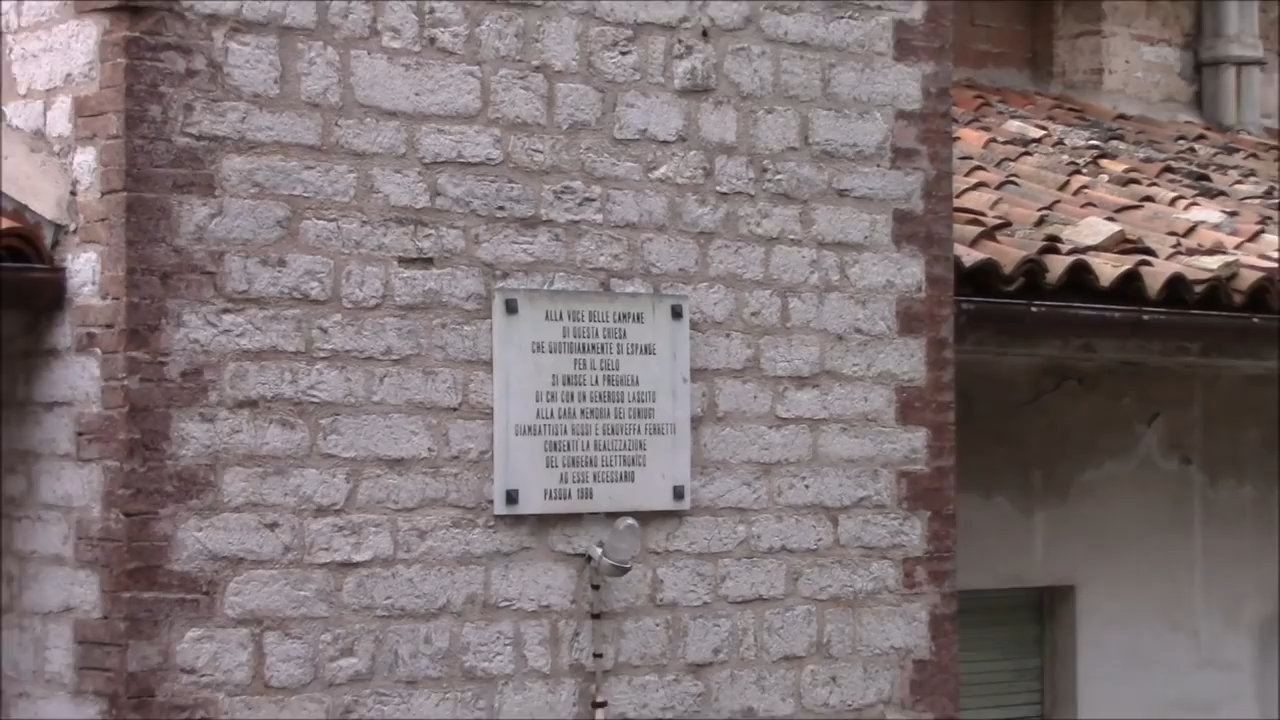 ALLA VOCE DELLE CAMPANE
DI QUESTA CHIESA
CHE QUOTIDIANAMENTE SI ESPANDE
PER IL CIELO
SI UNISCE LA PREGHIERA
DI CHI CON UN GENEROSO LASCITO
ALLA CARA MEMORIA DEI CONIUGI
GIAMBATTISTA ROSSI E GENOVEFFA FERRETTI
CONSENTÌ LA REALIZZAZIONE
DEL CONGEGNO ELETTRONICO
AD ESSE NECESSARIO
PASQUA 1986